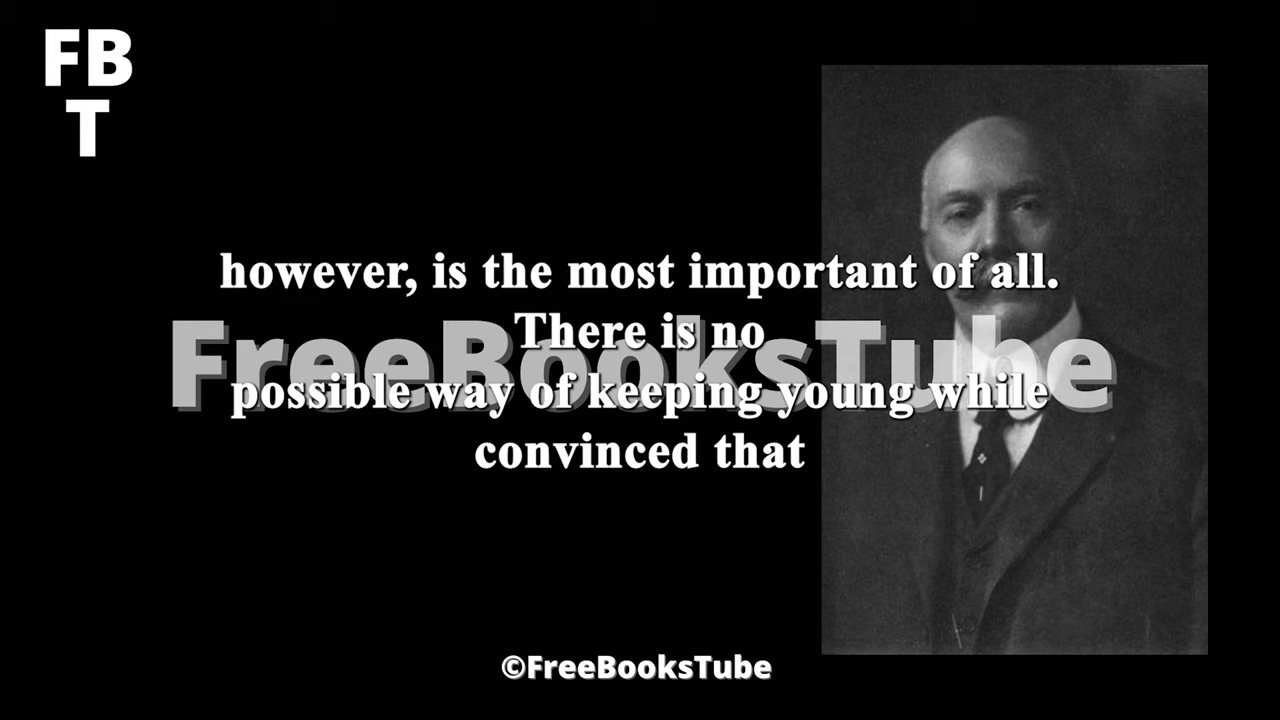 FB
T
however, is the most important of all.
There is no
FreeBooksTube
possible way of keeping young while
convinced that
©FreeBooksTube